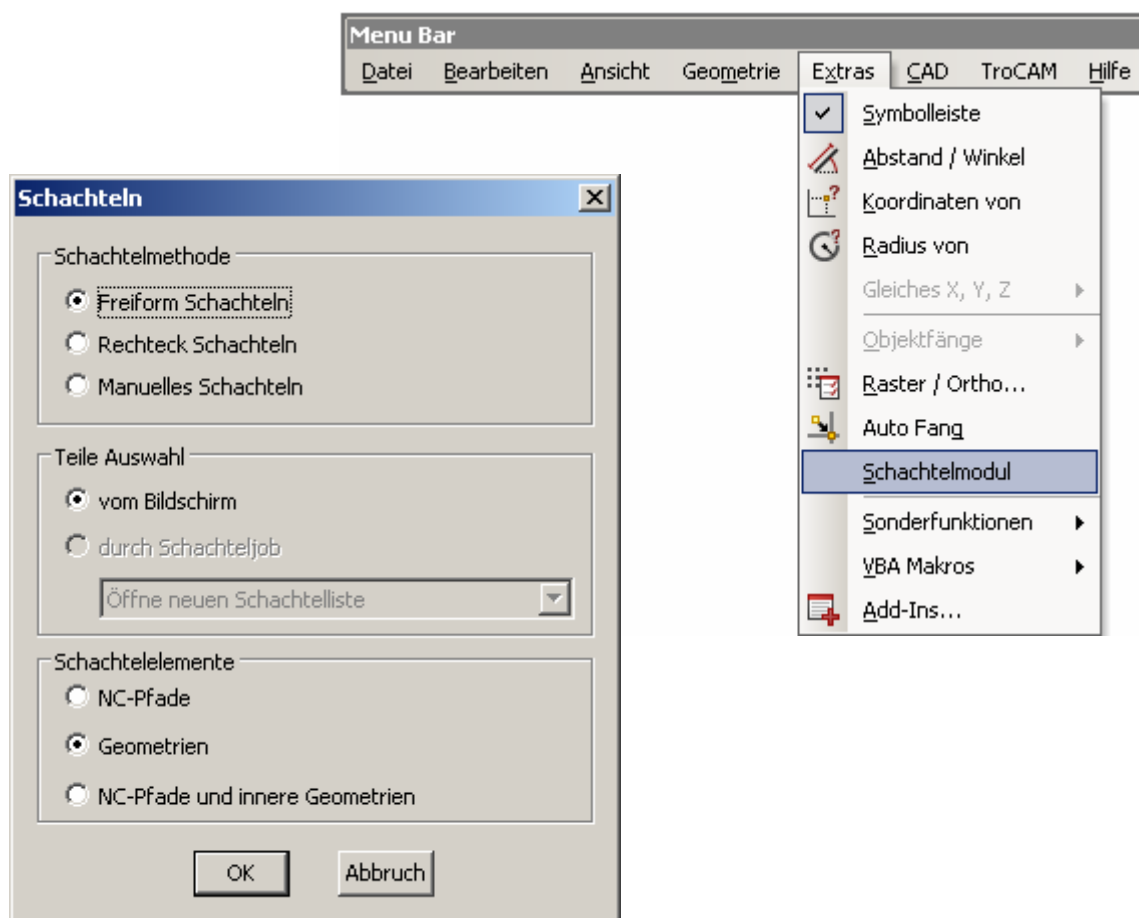 Menu Bar
Datei Bearbeiten Ansicht Geometrie Extras CAD TroCAM Hilfe
Symbolleiste
Abstand / Winkel
Koordinaten von
Radius von
Gleiches X, Y, Z
Objektfänge
Raster / Ortho...
Auto Fang
Schachtelmodul
Sonderfunktionen
VBA Makros
Add-Ins...
Schachteln
Schachtelmethode
Freiform Schachteln
Rechteck Schachteln
Manuelles Schachteln
Teile Auswahl
vom Bildschirm
durch Schachteljob
Öffne neuen Schachtelliste
Schachtelelemente
NC-Pfade
Geometrien
NC-Pfade und innere Geometrien
OK Abbruch